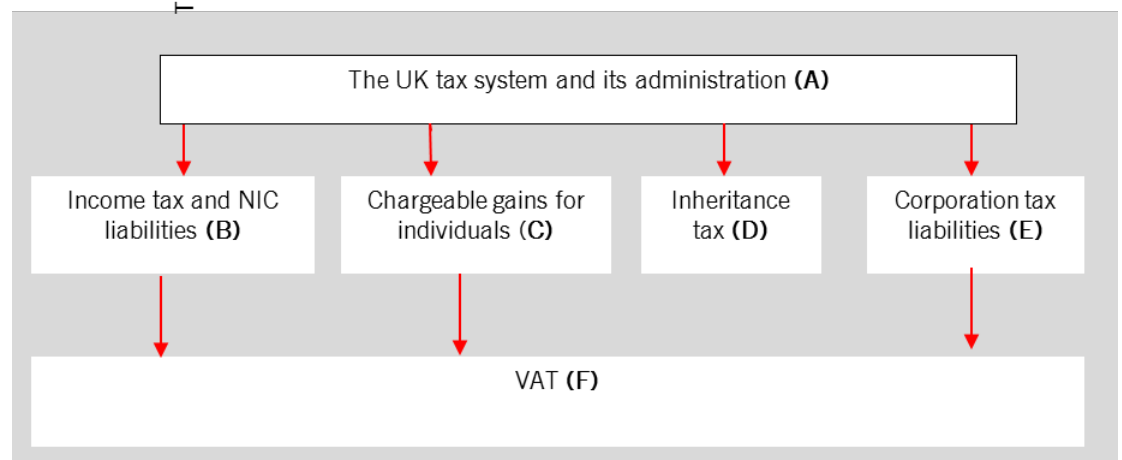 The UK tax system and its administration (A)
Income tax and NIC
liabilities (B)
Chargeable gains for
individuals (C)
Inheritance
tax (D)
Corporation tax
liabilities (E)
VAT (F)